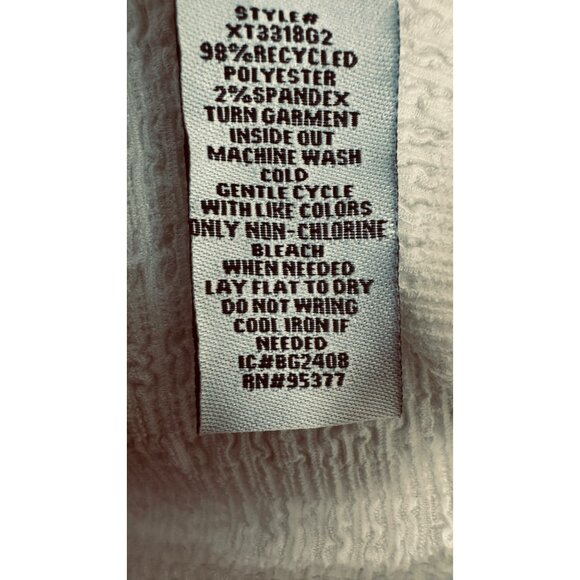 STYLE#
XT3318G2
98%RECYCLED
POLYESTER
2%SPANDEX
TURN GARMENT
INSIDE OUT
MACHINE WASH
COLD
GENTLE CYCLE
WITH LIKE COLORS
ONLY NON-CHLORINE
BLEACH
WHEN NEEDED
LAY FLAT TO DRY
DO NOT WRING
COOL IRON IF
NEEDED
IC#BG2408
RN#95377